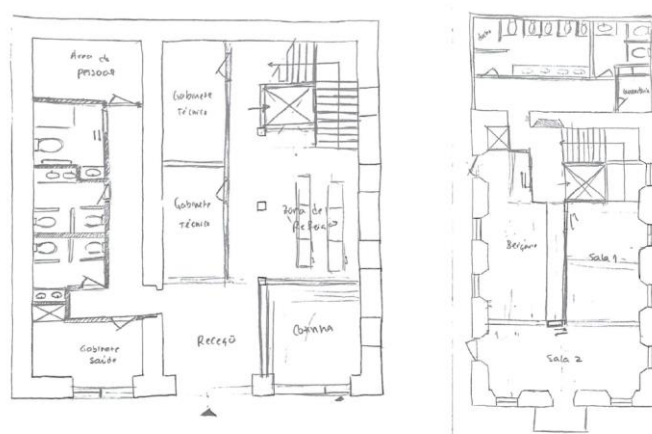 Área de
pessoal
Gabinete
Técnico
Gabinete
Técnico
Zona de
Refeição
Receção
Cozinha
Gabinete
Saúde
Berçário
Sala 1
Sala 2